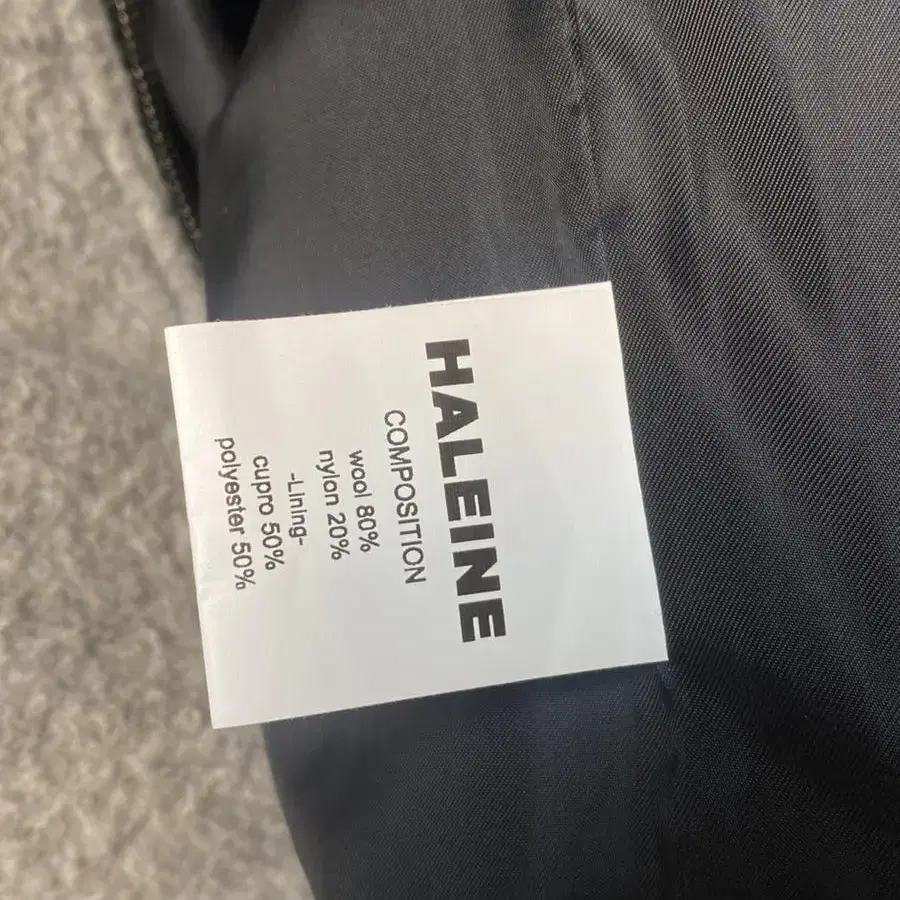 HALEINE
COMPOSITION
wool 80%
nylon 20%
-Lining-
cupro 50%
polyester 50%